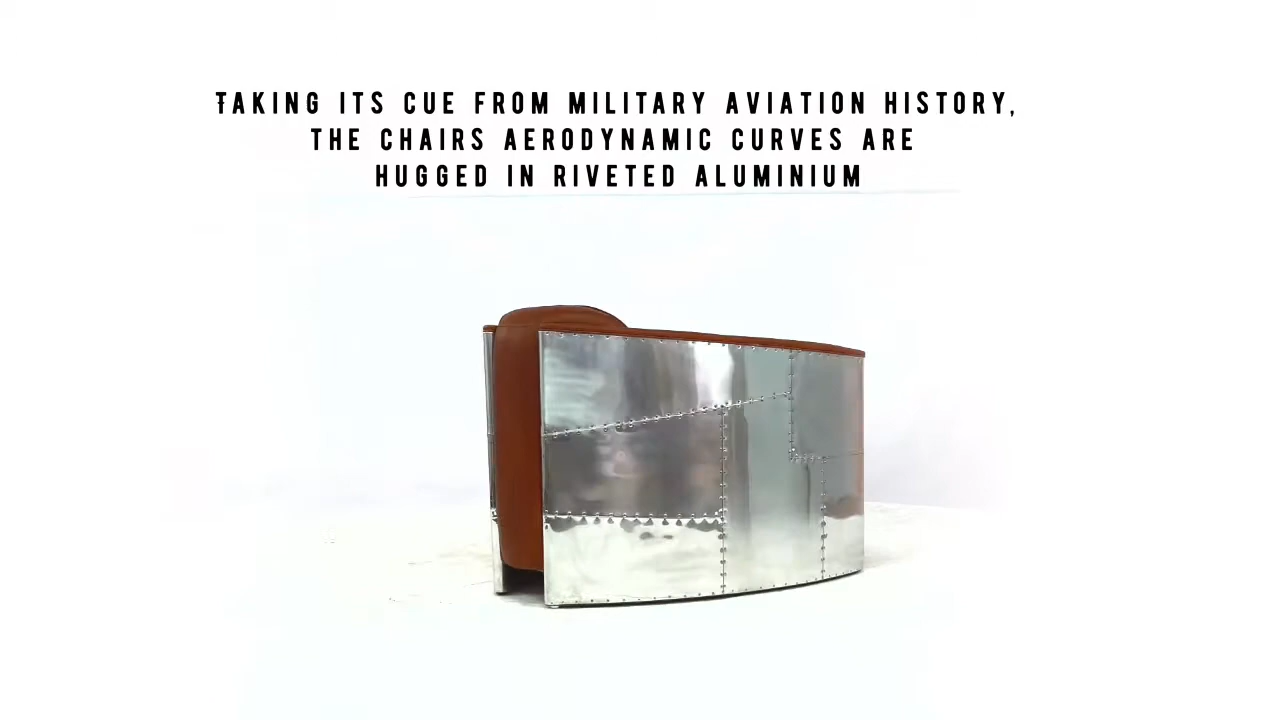 TAKING ITS CUE FROM MILITARY AVIATION HISTORY,
THE CHAIRS AERODYNAMIC CURVES ARE
HUGGED IN RIVETED ALUMINIUM